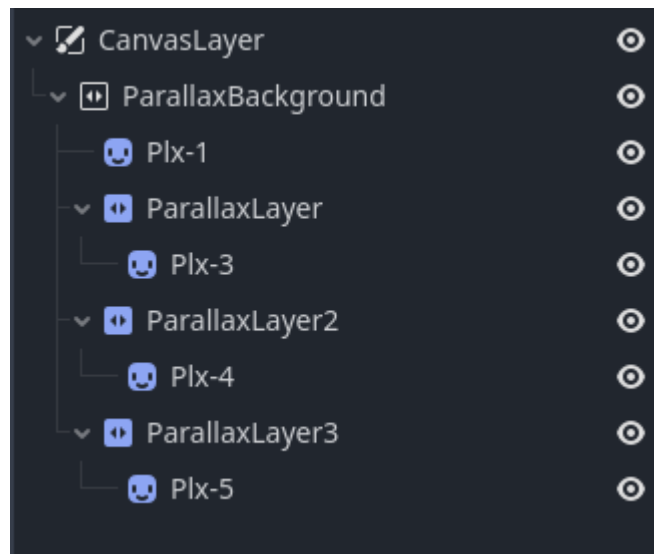 CanvasLayer
ParallaxBackground
Plx-1
ParallaxLayer
Plx-3
ParallaxLayer2
Plx-4
ParallaxLayer3
Plx-5